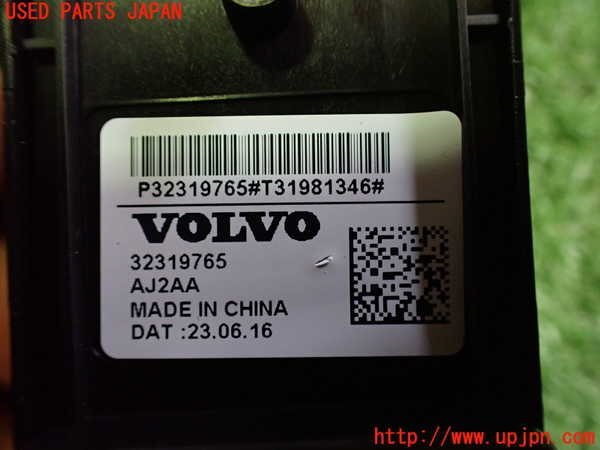 USED PARTS JAPAN
P32319765#T31981346#
VOLVO
32319765
AJ2AA
MADE IN CHINA
DAT :23.06.16
http://www.upjpn.com/